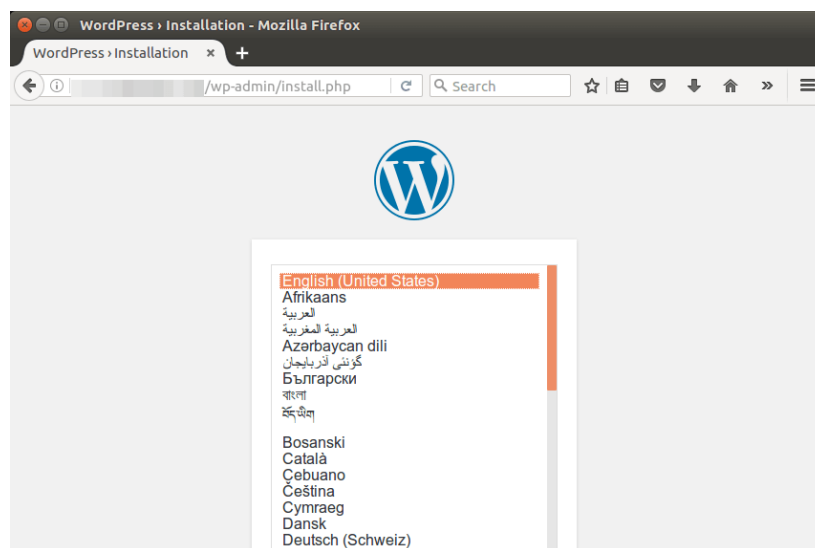 WordPress › Installation - Mozilla Firefox
WordPress › Installation
/wp-admin/install.php
Search
English (United States)
Afrikaans
العربية
العربية المغربية
Azərbaycan dili
گؤنئی آذربایجان
Български
বাংলা
བོད་ཡིག
Bosanski
Català
Cebuano
Čeština
Cymraeg
Dansk
Deutsch (Schweiz)